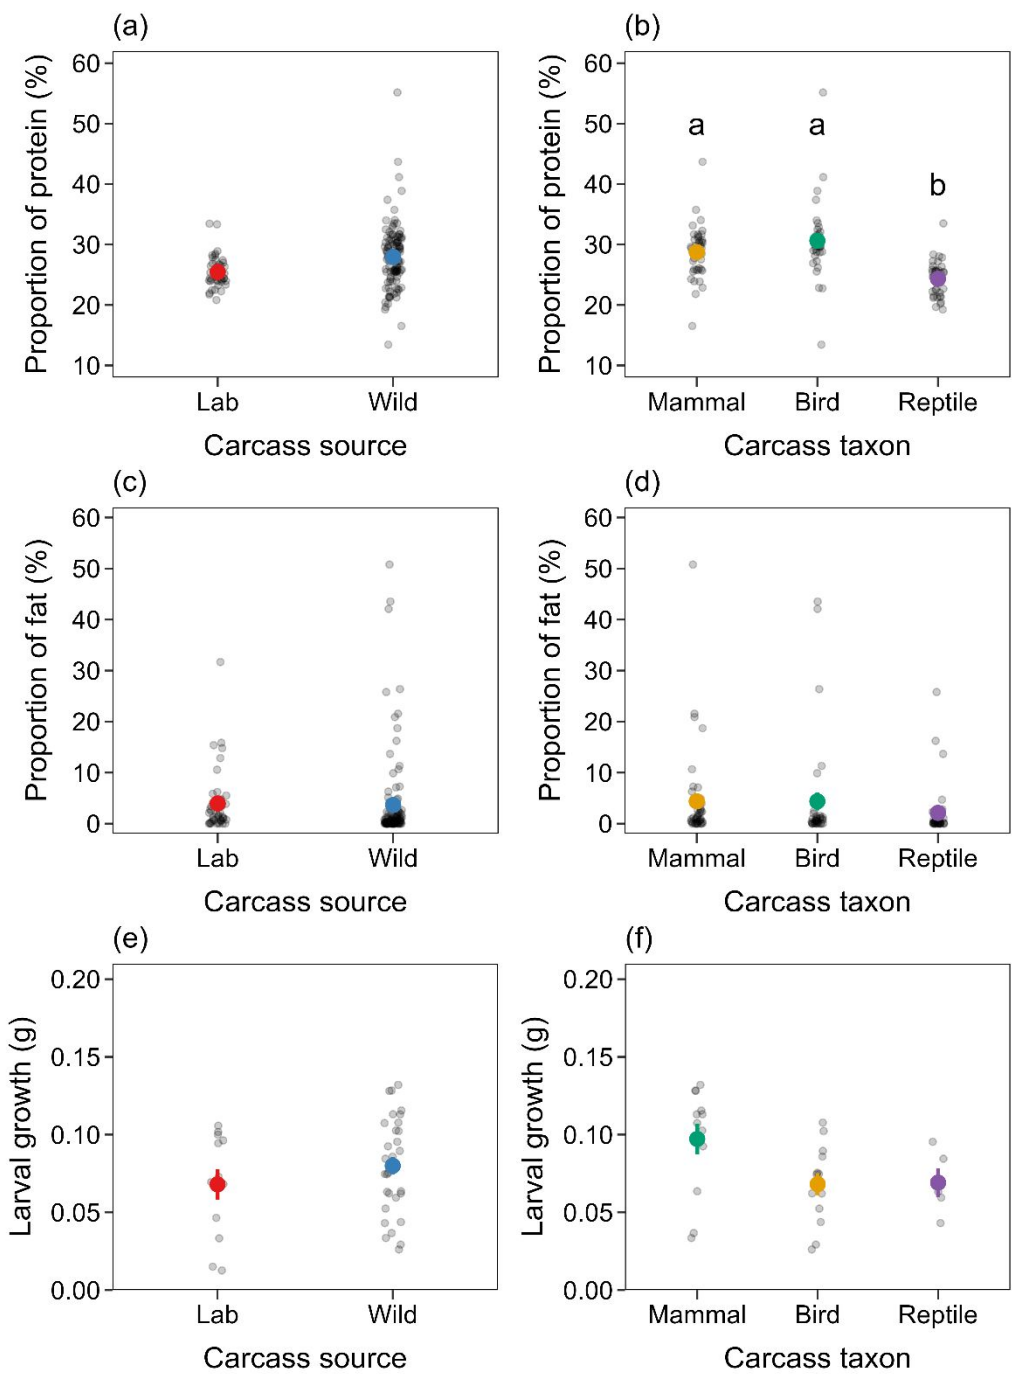 (a)
Proportion of protein (%)
60
50
40
30
20
10
Lab Wild
Carcass source
(b)
Proportion of protein (%)
60
50
40
30
20
10
a a
b
Mammal Bird Reptile
Carcass taxon
(c)
Proportion of fat (%)
60
50
40
30
20
10
0
Lab Wild
Carcass source
(d)
Proportion of fat (%)
60
50
40
30
20
10
0
Mammal Bird Reptile
Carcass taxon
(e)
Larval growth (g)
0.20
0.15
0.10
0.05
0.00
Lab Wild
Carcass source
(f)
Larval growth (g)
0.20
0.15
0.10
0.05
0.00
Mammal Bird Reptile
Carcass taxon